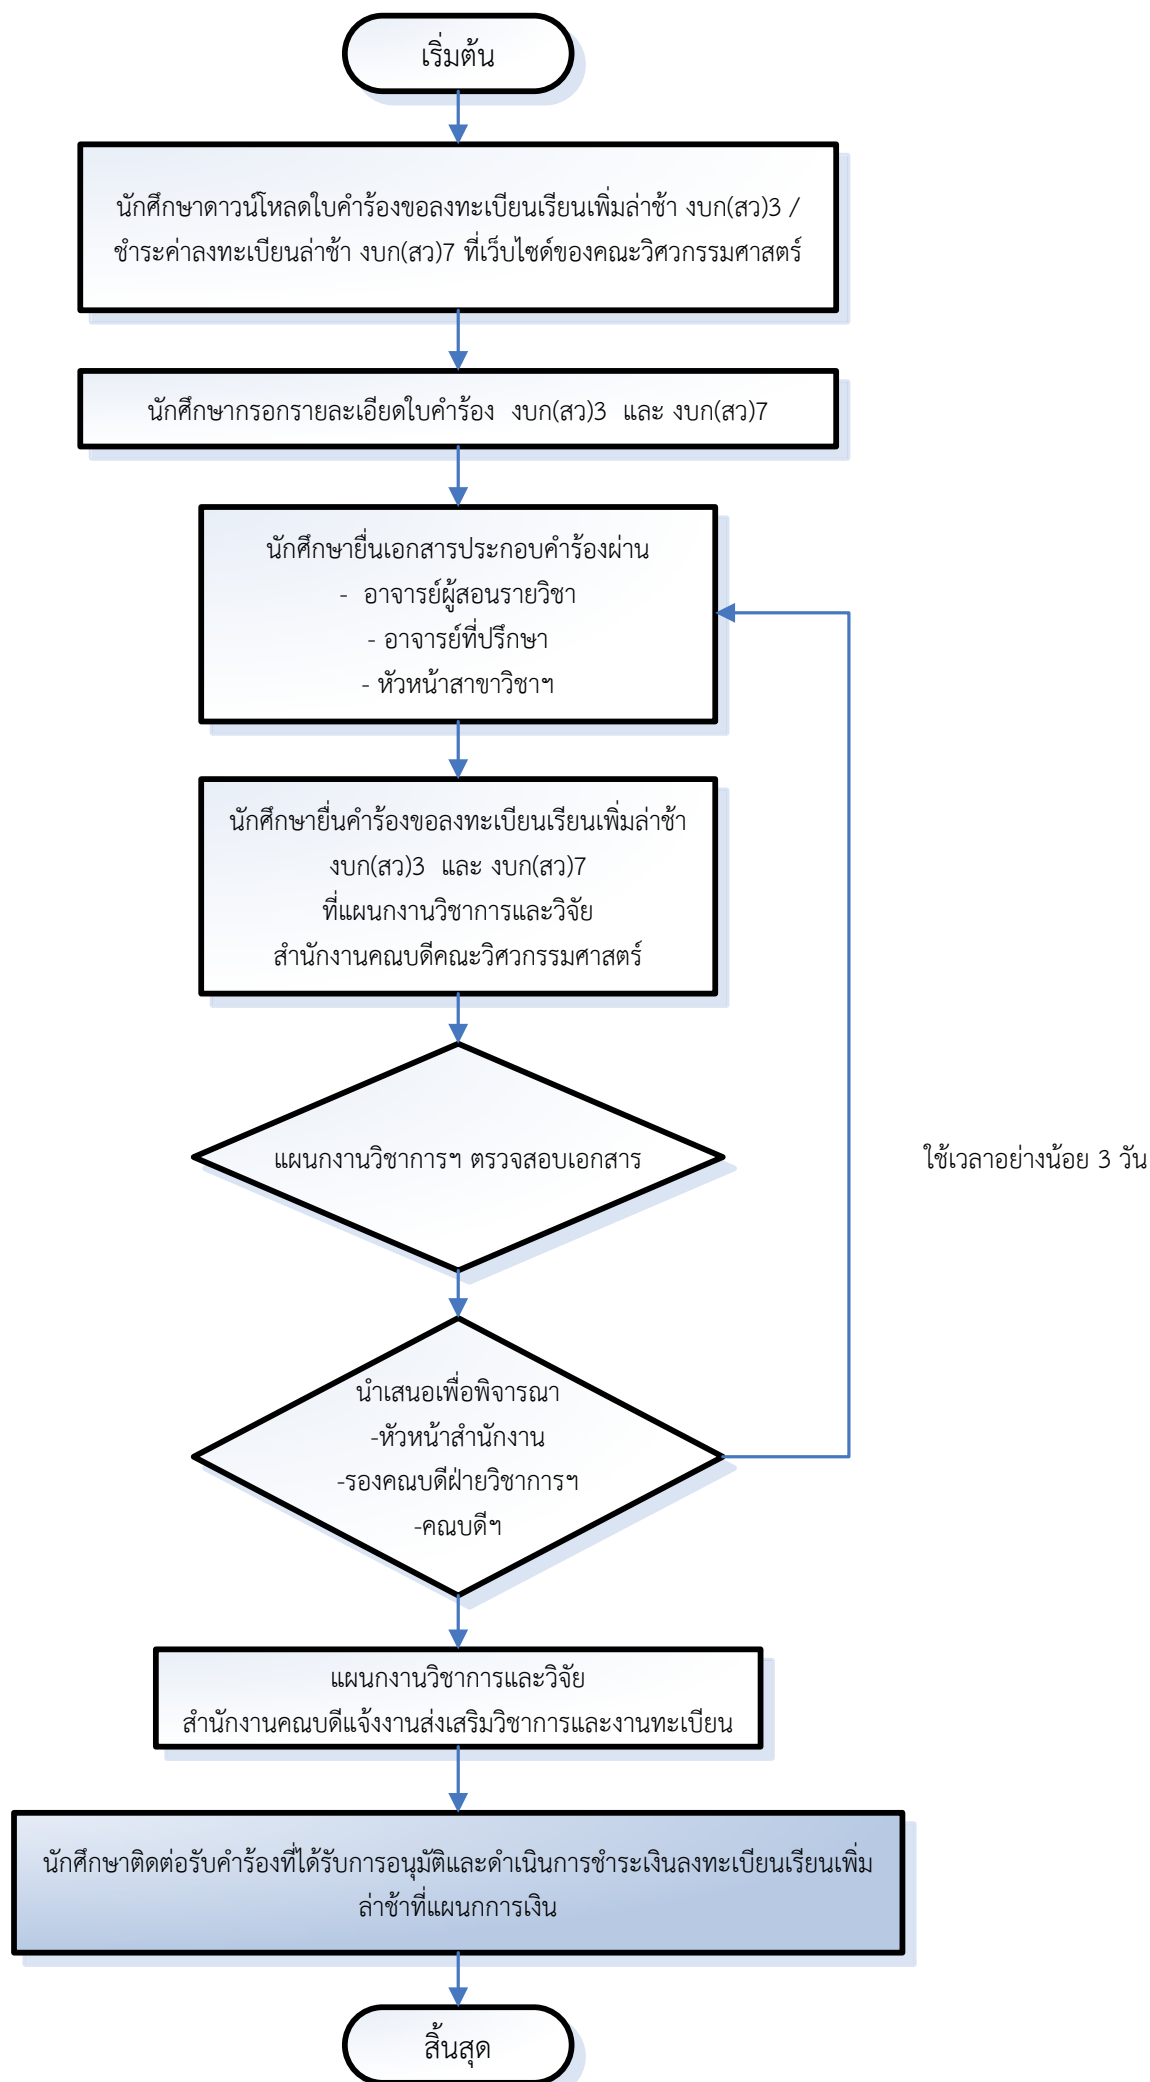 เริ่มต้น
นักศึกษาดาวน์โหลดใบคำร้องขอลงทะเบียนเรียนเพิ่มล่าช้า งบก(สว)3 /
ชำระค่าลงทะเบียนล่าช้า งบก(สว)7 ที่เว็บไซด์ของคณะวิศวกรรมศาสตร์
นักศึกษากรอกรายละเอียดใบคำร้อง งบก(สว)3 และ งบก(สว)7
นักศึกษายื่นเอกสารประกอบคำร้องผ่าน
- อาจารย์ผู้สอนรายวิชา
- อาจารย์ที่ปรึกษา
- หัวหน้าสาขาวิชาฯ
นักศึกษายื่นคำร้องขอลงทะเบียนเรียนเพิ่มล่าช้า
งบก(สว)3 และ งบก(สว)7
ที่แผนกงานวิชาการและวิจัย
สำนักงานคณบดีคณะวิศวกรรมศาสตร์
แผนกงานวิชาการฯ ตรวจสอบเอกสาร
ใช้เวลาอย่างน้อย 3 วัน
นำเสนอเพื่อพิจารณา
-หัวหน้าสำนักงาน
-รองคณบดีฝ่ายวิชาการฯ
-คณบดีฯ
แผนกงานวิชาการและวิจัย
สำนักงานคณบดีแจ้งงานส่งเสริมวิชาการและงานทะเบียน
นักศึกษาติดต่อรับคำร้องที่ได้รับการอนุมัติและดำเนินการชำระเงินลงทะเบียนเรียนเพิ่ม
ล่าช้าที่แผนกการเงิน
สิ้นสุด